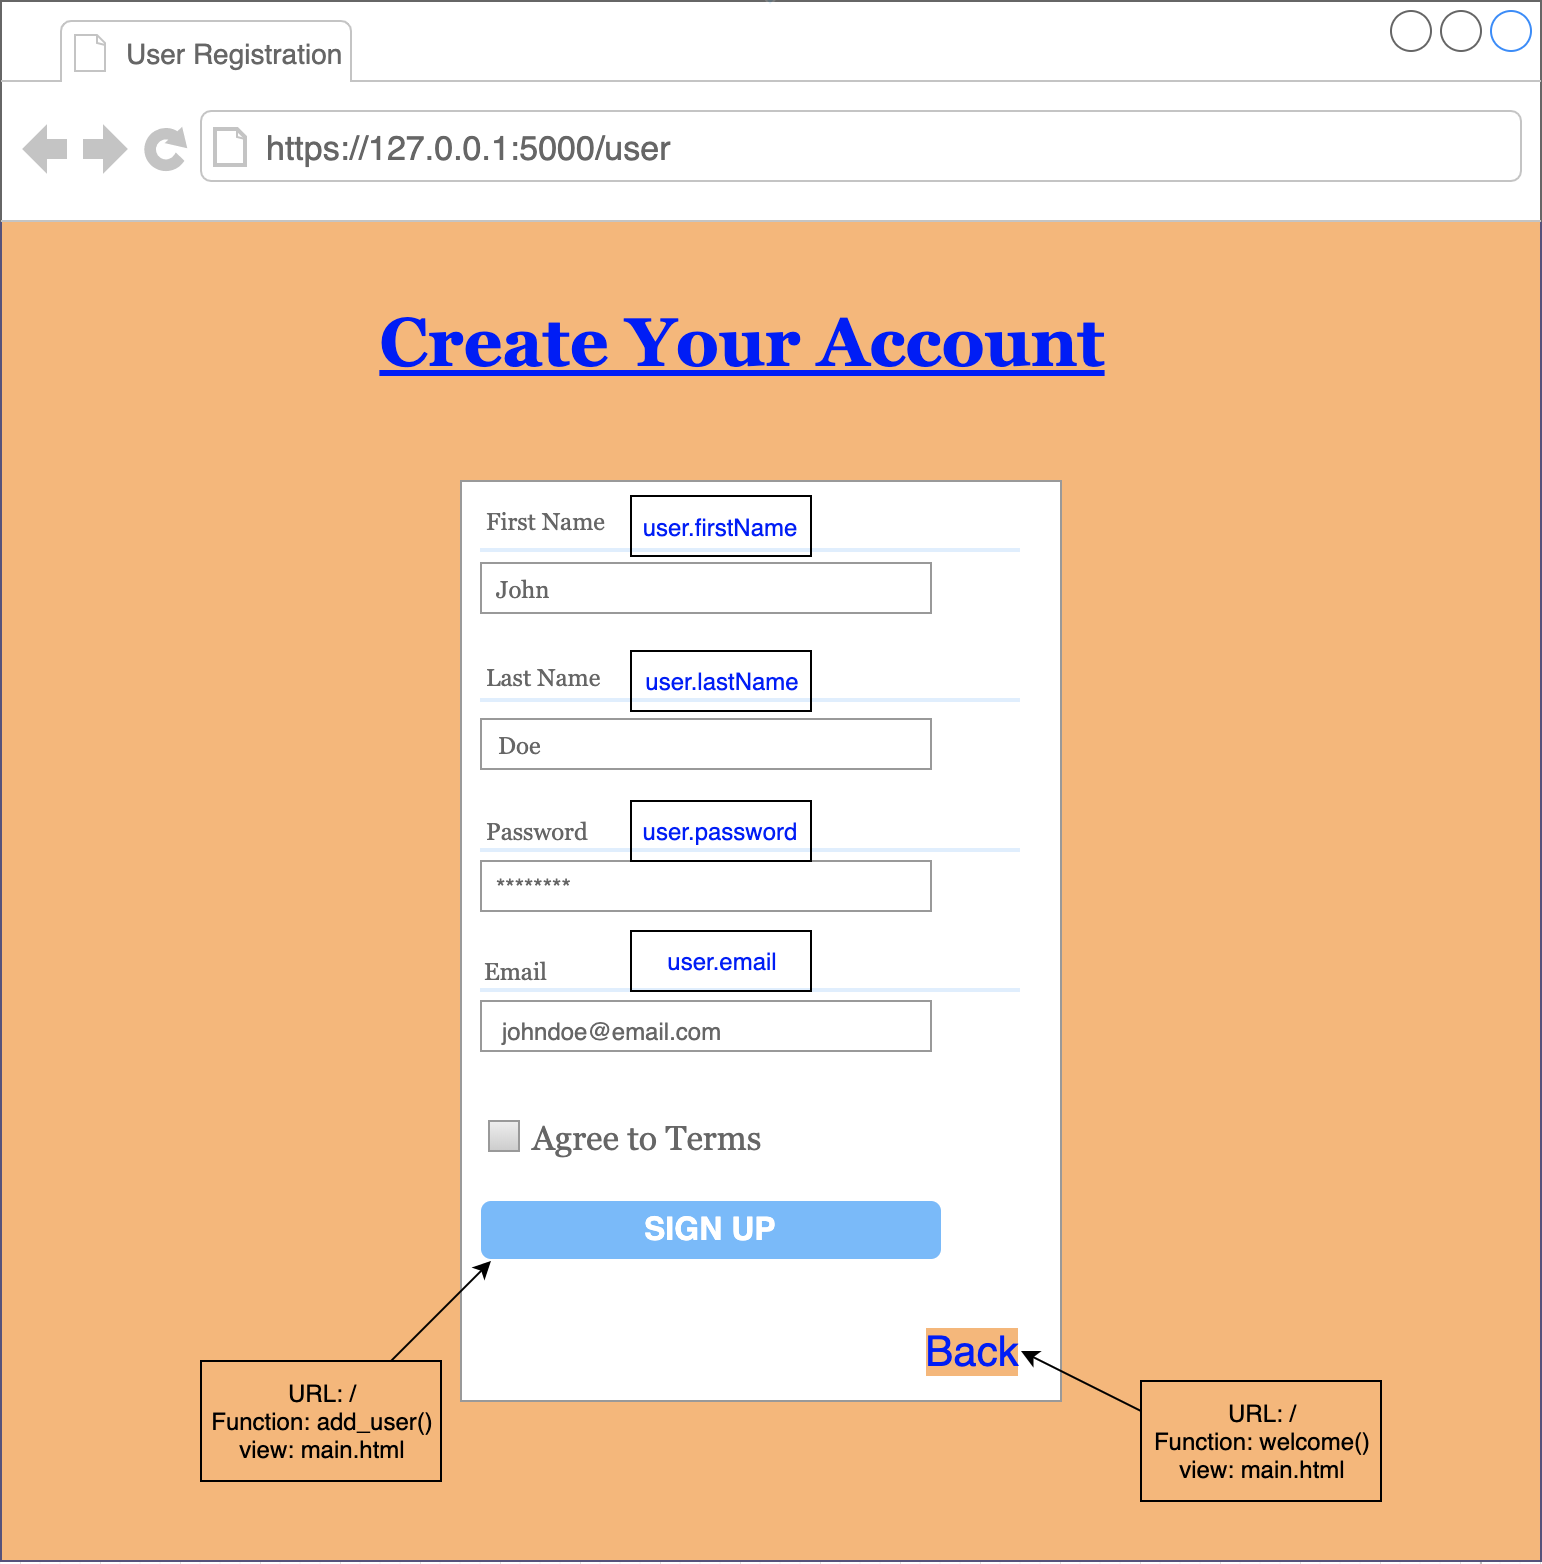 User Registration
https://127.0.0.1:5000/user
Create Your Account
First Name
user.firstName
John
Last Name
user.lastName
Doe
Password
user.password
********
Email
user.email
johndoe@email.com
Agree to Terms
SIGN UP
Back
URL: /
Function: add_user()
view: main.html
URL: /
Function: welcome()
view: main.html